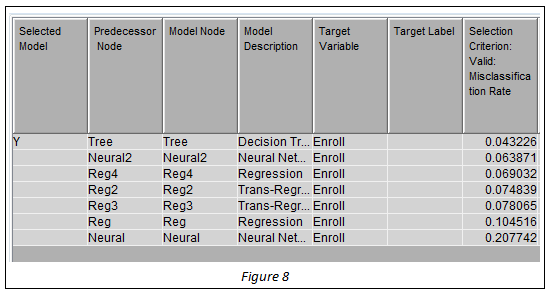 Selected Model Predecessor Node Model Node Model Description Target Variable Target Label Selection Criterion: Valid: Misclassifica tion Rate
Y Tree Tree Decision Tr... Enroll 0.043226
Neural2 Neural2 Neural Net... Enroll 0.063871
Reg4 Reg4 Regression Enroll 0.069032
Reg2 Reg2 Trans-Regr... Enroll 0.074839
Reg3 Reg3 Trans-Regr... Enroll 0.078065
Reg Reg Regression Enroll 0.104516
Neural Neural Neural Net... Enroll 0.207742
Figure 8